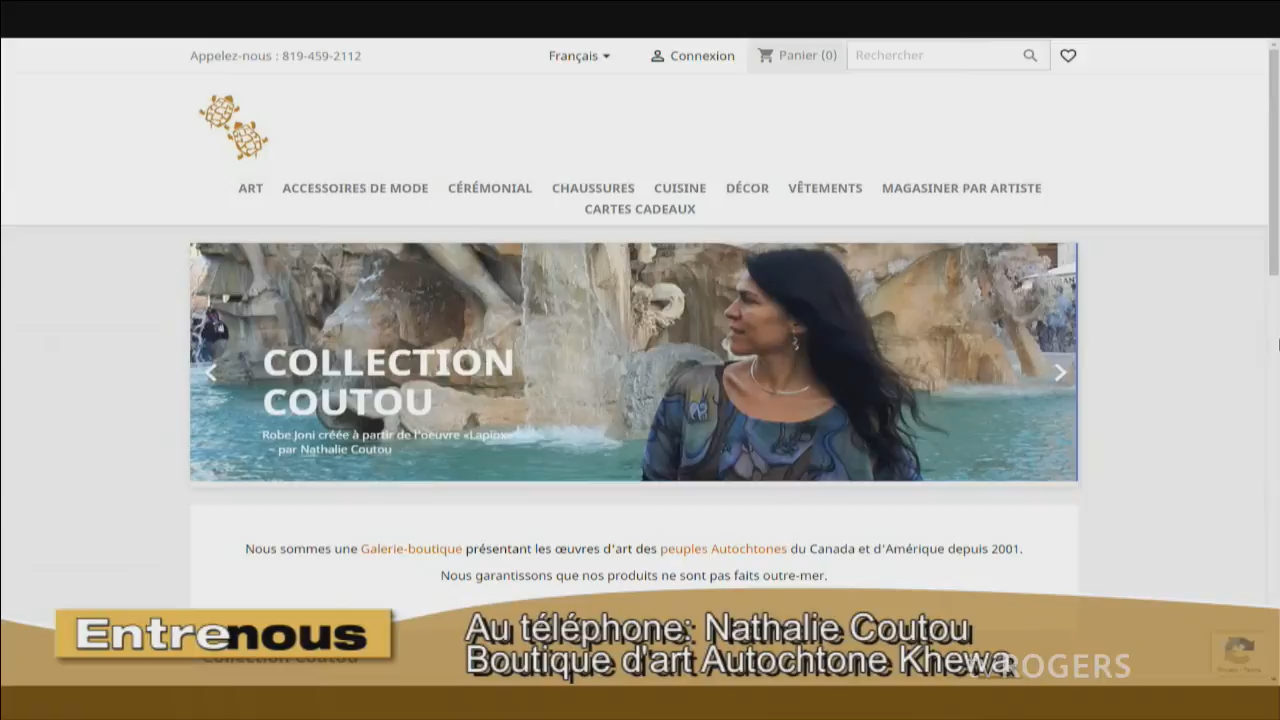 Appelez-nous : 819-459-2112
Français
Connexion
Panier (0)
Rechercher
ART ACCESSOIRES DE MODE CÉRÉMONIAL CHAUSSURES CUISINE DÉCOR VÊTEMENTS MAGASINER PAR ARTISTE
CARTES CADEAUX
COLLECTION
COUTOU
Robe Joni créée à partir de l'oeuvre «Lapin»
– par Nathalie Coutou
Nous sommes une Galerie-boutique présentant les œuvres d'art des peuples Autochtones du Canada et d'Amérique depuis 2001.
Nous garantissons que nos produits ne sont pas faits outre-mer.
Collection Coutou
Entrenous
Au téléphone: Nathalie Coutou
Boutique d'art Autochtone Khewa
tvROGERS